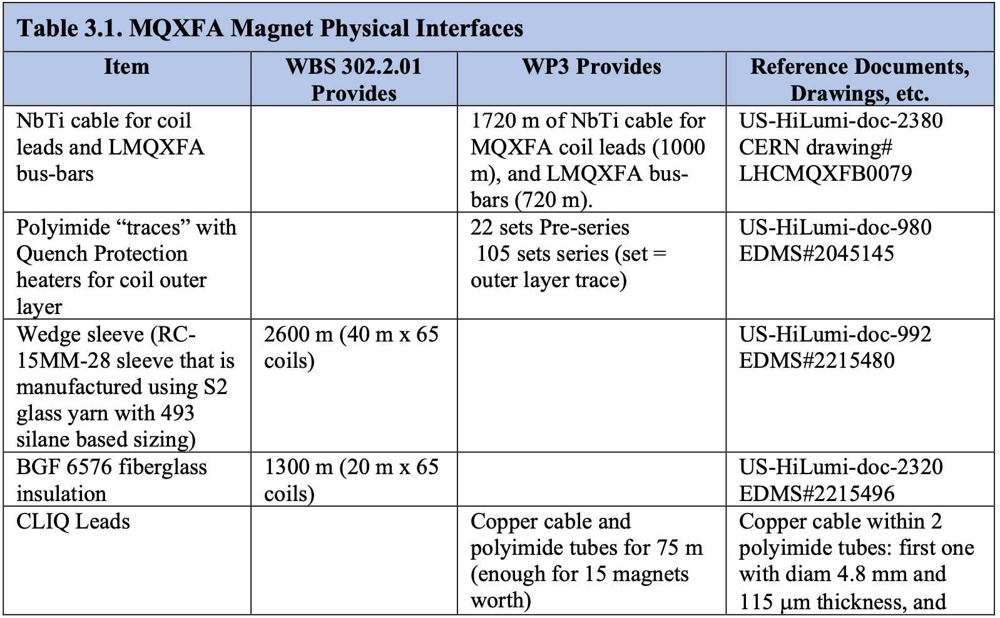 Table 3.1. MQXFA Magnet Physical Interfaces
Item
WBS 302.2.01
Provides
WP3 Provides
Reference Documents,
Drawings, etc.
NbTi cable for coil
leads and LMQXFA
bus-bars
1720 m of NbTi cable for
MQXFA coil leads (1000
m), and LMQXFA bus-
bars (720 m).
US-HiLumi-doc-2380
CERN drawing#
LHCMQXFB0079
Polyimide “traces” with
Quench Protection
heaters for coil outer
layer
22 sets Pre-series
105 sets series (set =
outer layer trace)
US-HiLumi-doc-980
EDMS#2045145
Wedge sleeve (RC-
15MM-28 sleeve that is
manufactured using S2
glass yarn with 493
silane based sizing)
2600 m (40 m x 65
coils)
US-HiLumi-doc-992
EDMS#2215480
BGF 6576 fiberglass
insulation
1300 m (20 m x 65
coils)
US-HiLumi-doc-2320
EDMS#2215496
CLIQ Leads
Copper cable and
polyimide tubes for 75 m
(enough for 15 magnets
worth)
Copper cable within 2
polyimide tubes: first one
with diam 4.8 mm and
115 μm thickness, and